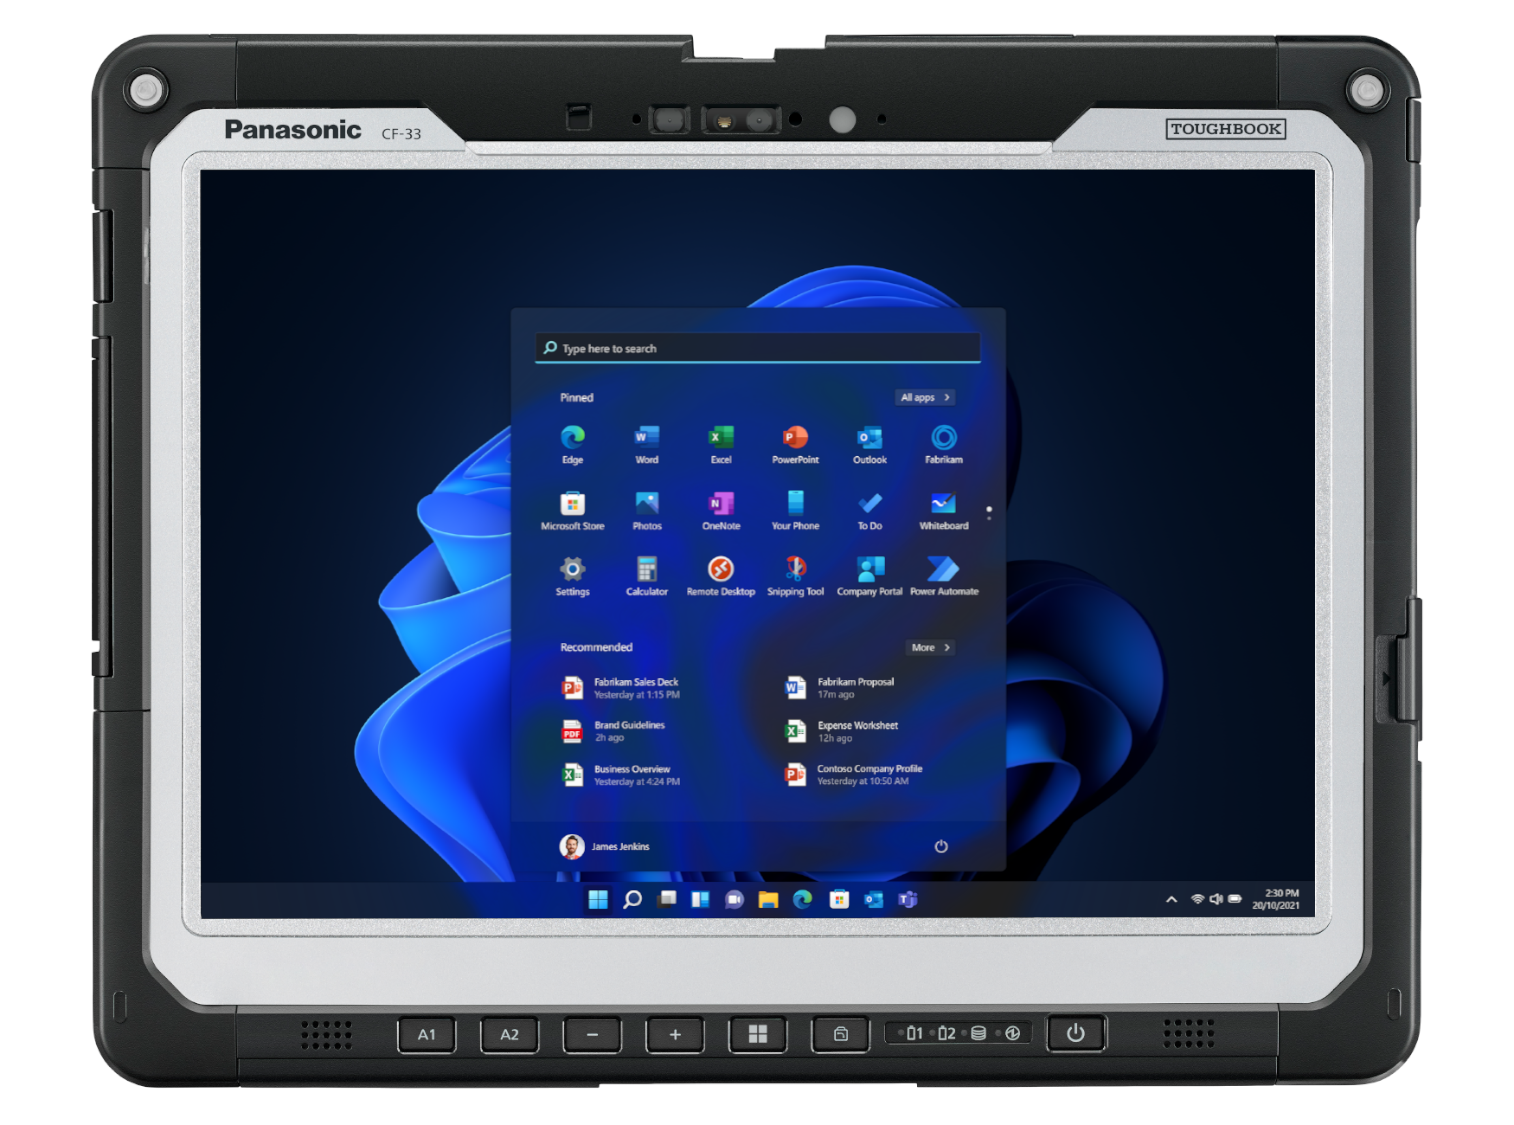 Panasonic CF-33
TOUGHBOOK
Type here to search
Pinned
All apps >
Edge
Word
Excel
PowerPoint
Outlook
Fabrikam
Microsoft Store
Photos
OneNote
Your Phone
To Do
Whiteboard
Settings
Calculator
Remote Desktop
Snipping Tool
Company Portal
Power Automate
Recommended
More >
Fabrikam Sales Deck
Yesterday at 1:15 PM
Fabrikam Proposal
17m ago
PDF
Brand Guidelines
2h ago
Expense Worksheet
12h ago
Business Overview
Yesterday at 4:24 PM
Contoso Company Profile
Yesterday at 10:50 AM
James Jenkins
2:30 PM
20/10/2021
A1
A2
−
+
1
2